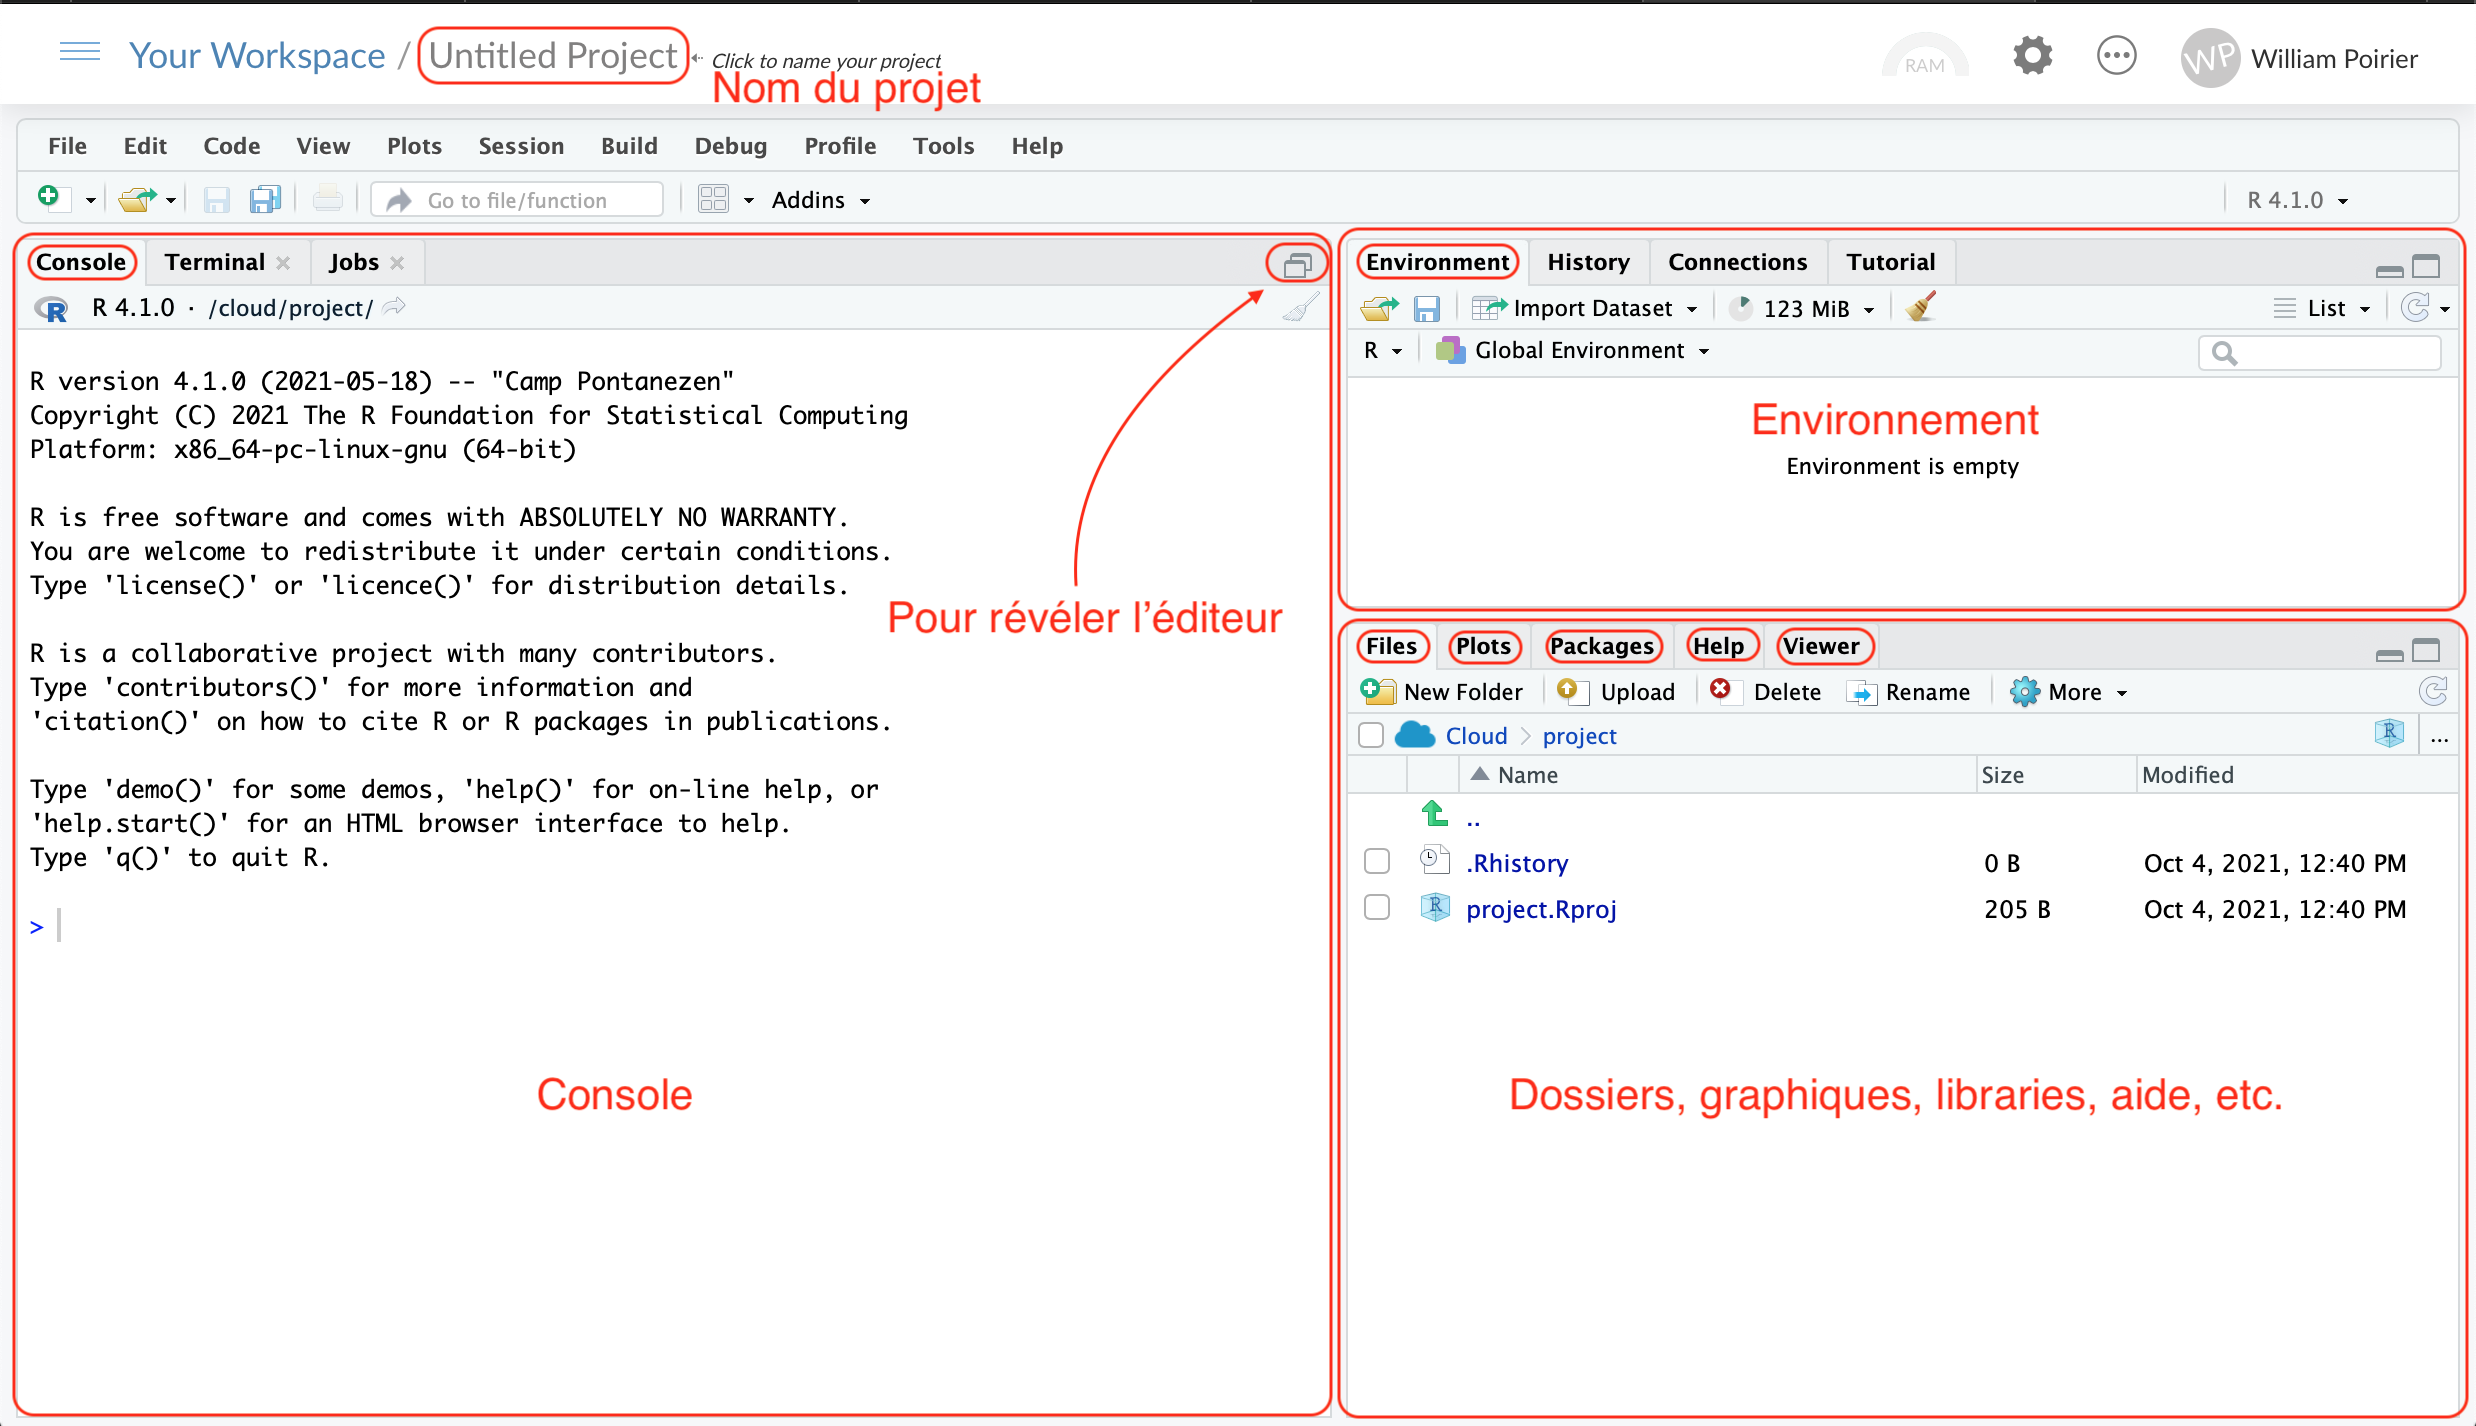 Your Workspace / Untitled Project Click to name your project RAM WP William Poirier
Nom du projet
File Edit Code View Plots Session Build Debug Profile Tools Help
Go to file/function Addins R 4.1.0
Console Terminal Jobs
R 4.1.0 · /cloud/project/
R version 4.1.0 (2021-05-18) -- "Camp Pontanezen"
Copyright (C) 2021 The R Foundation for Statistical Computing
Platform: x86_64-pc-linux-gnu (64-bit)
R is free software and comes with ABSOLUTELY NO WARRANTY.
You are welcome to redistribute it under certain conditions.
Type 'license()' or 'licence()' for distribution details.
Pour révéler l’éditeur
R is a collaborative project with many contributors.
Type 'contributors()' for more information and
'citation()' on how to cite R or R packages in publications.
Type 'demo()' for some demos, 'help()' for on-line help, or
'help.start()' for an HTML browser interface to help.
Type 'q()' to quit R.
>
Console
Environment History Connections Tutorial
Import Dataset 123 MiB List
R Global Environment
Environnement
Environment is empty
Files Plots Packages Help Viewer
New Folder Upload Delete Rename More
Cloud > project R ...
Name Size Modified
..
.Rhistory 0 B Oct 4, 2021, 12:40 PM
project.Rproj 205 B Oct 4, 2021, 12:40 PM
Dossiers, graphiques, libraries, aide, etc.